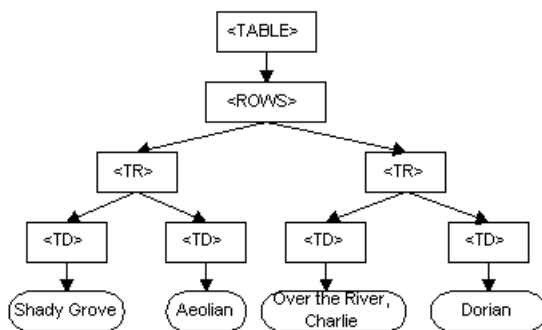 <TABLE>
<ROWS>
<TR>
<TR>
<TD>
<TD>
<TD>
<TD>
Shady Grove
Aeolian
Over the River,
Charlie
Dorian